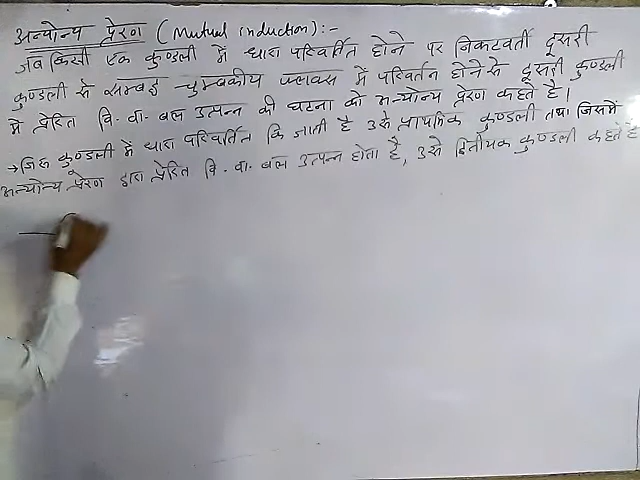 अन्योन्य प्रेरण (Mutual induction):-
जब किसी एक कुण्डली में धारा परिवर्तित होने पर निकटवर्ती दूसरी
कुण्डली से सम्बद्ध चुम्बकीय फ्लक्स में परिवर्तन होने से दूसरी कुण्डली
में प्रेरित वि. वा. बल उत्पन्न की घटना को अन्योन्य प्रेरण कहते है।
→ जिस कुण्डली में धारा परिवर्तित कि जाती है उसे प्राथमिक कुण्डली तथा जिसमें
अन्योन्य प्रेरण द्वारा प्रेरित वि. वा. बल उत्पन्न होता है, उसे द्वितीयक कुण्डली कहते है